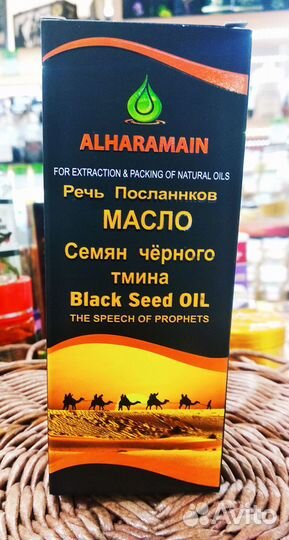 ALHARAMAIN
FOR EXTRACTION & PACKING OF NATURAL OILS
Речь Посланнков
МАСЛО
Семян чёрного
тмина
Black Seed OIL
THE SPEECH OF PROPHETS
Avito